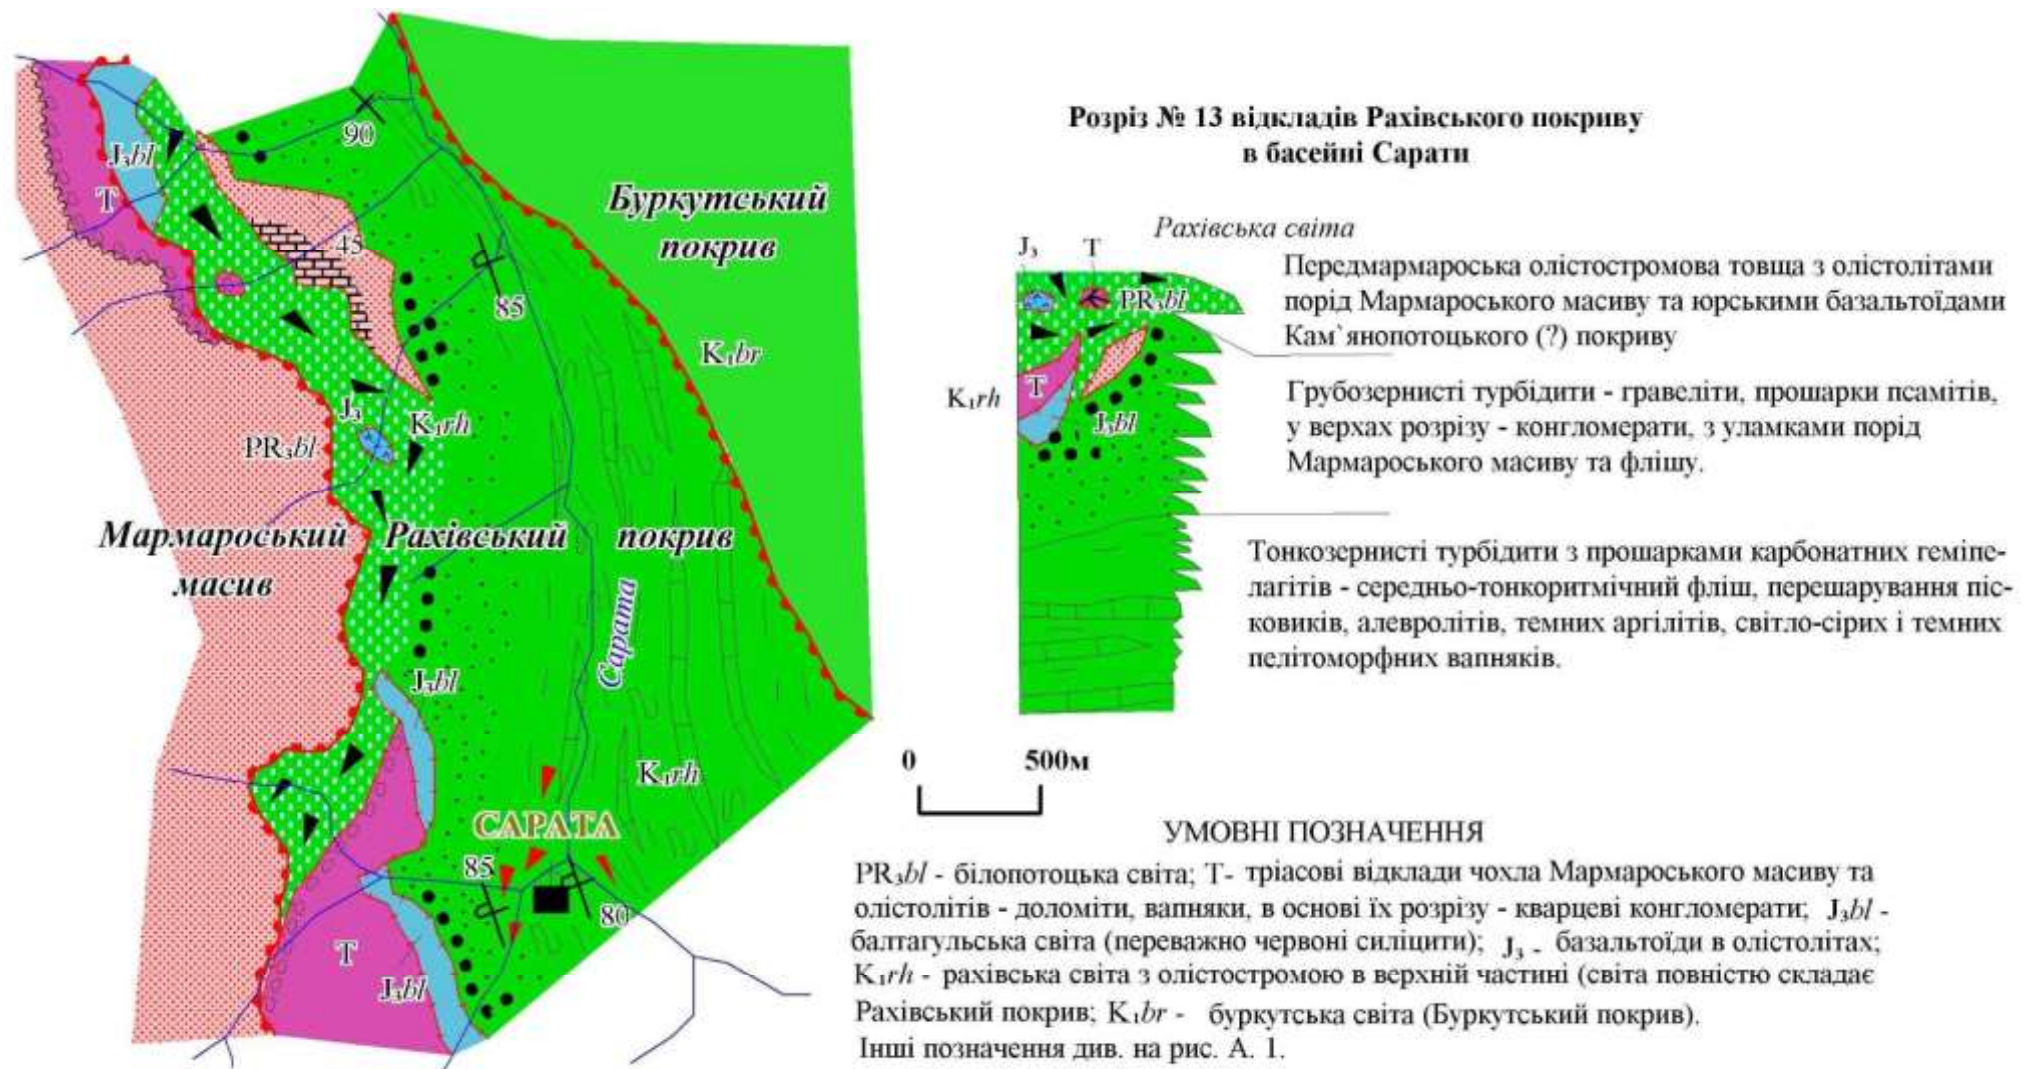 Розріз № 13 відкладів Рахівського покриву
в басейні Сарати
90
J₃bl
T
45
Буркутський
покрив
85
K₁br
J₃
K₁rh
PR₃bl
Мармароський
масив
Рахівський покрив
Сарата
J₃bl
K₁rh
САРАТА
85
80
T
J₃bl
Рахівська світа
J₃
T
PR₃bl
K₁rh
T
J₃bl
Передмармароська олістостромова товща з олістолітами
порід Мармароського масиву та юрськими базальтоїдами
Кам`янопотоцького (?) покриву
Грубозернисті турбідити - гравеліти, прошарки псамітів,
у верхах розрізу - конгломерати, з уламками порід
Мармароського масиву та флішу.
Тонкозернисті турбідити з прошарками карбонатних геміпе-
лагітів - середньо-тонкоритмічний фліш, перешарування піс-
ковиків, алевролітів, темних аргілітів, світло-сірих і темних
пелітоморфних вапняків.
0 500м
УМОВНІ ПОЗНАЧЕННЯ
PR₃bl - білопотоцька світа; T- тріасові відклади чохла Мармароського масиву та
олістолітів - доломіти, вапняки, в основі їх розрізу - кварцеві конгломерати; J₃bl -
балтагульська світа (переважно червоні силіцити); J₃ - базальтоїди в олістолітах;
K₁rh - рахівська світа з олістостромою в верхній частині (світа повністю складає
Рахівський покрив; K₁br - буркутська світа (Буркутський покрив).
Інші позначення див. на рис. А. 1.